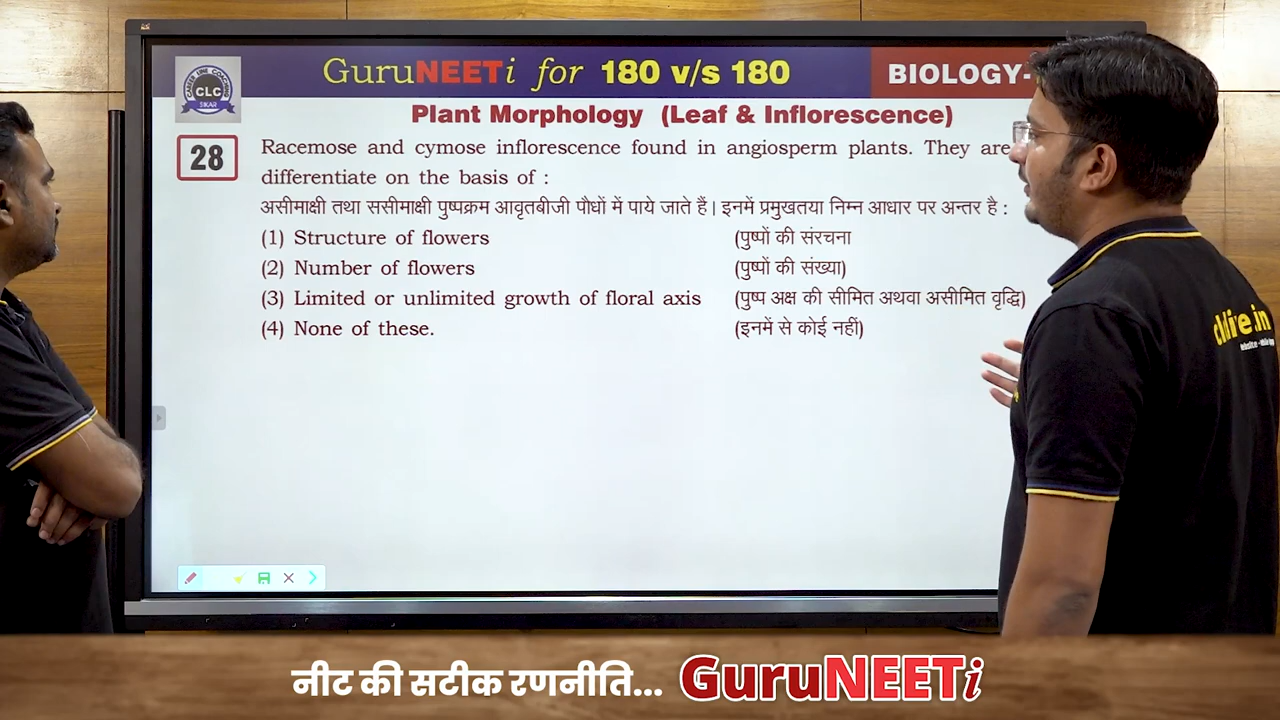 GuruNEETi for 180 v/s 180
BIOLOGY-
CAREER LINE COACHING
CLC
SIKAR
Plant Morphology (Leaf & Inflorescence)
28
Racemose and cymose inflorescence found in angiosperm plants. They are
differentiate on the basis of :
असीमाक्षी तथा ससीमाक्षी पुष्पक्रम आवृतबीजी पौधों में पाये जाते हैं। इनमें प्रमुखतया निम्न आधार पर अन्तर है :
(1) Structure of flowers (पुष्पों की संरचना
(2) Number of flowers (पुष्पों की संख्या)
(3) Limited or unlimited growth of floral axis (पुष्प अक्ष की सीमित अथवा असीमित वृद्धि)
(4) None of these. (इनमें से कोई नहीं)
नीट की सटीक रणनीति... GuruNEETi